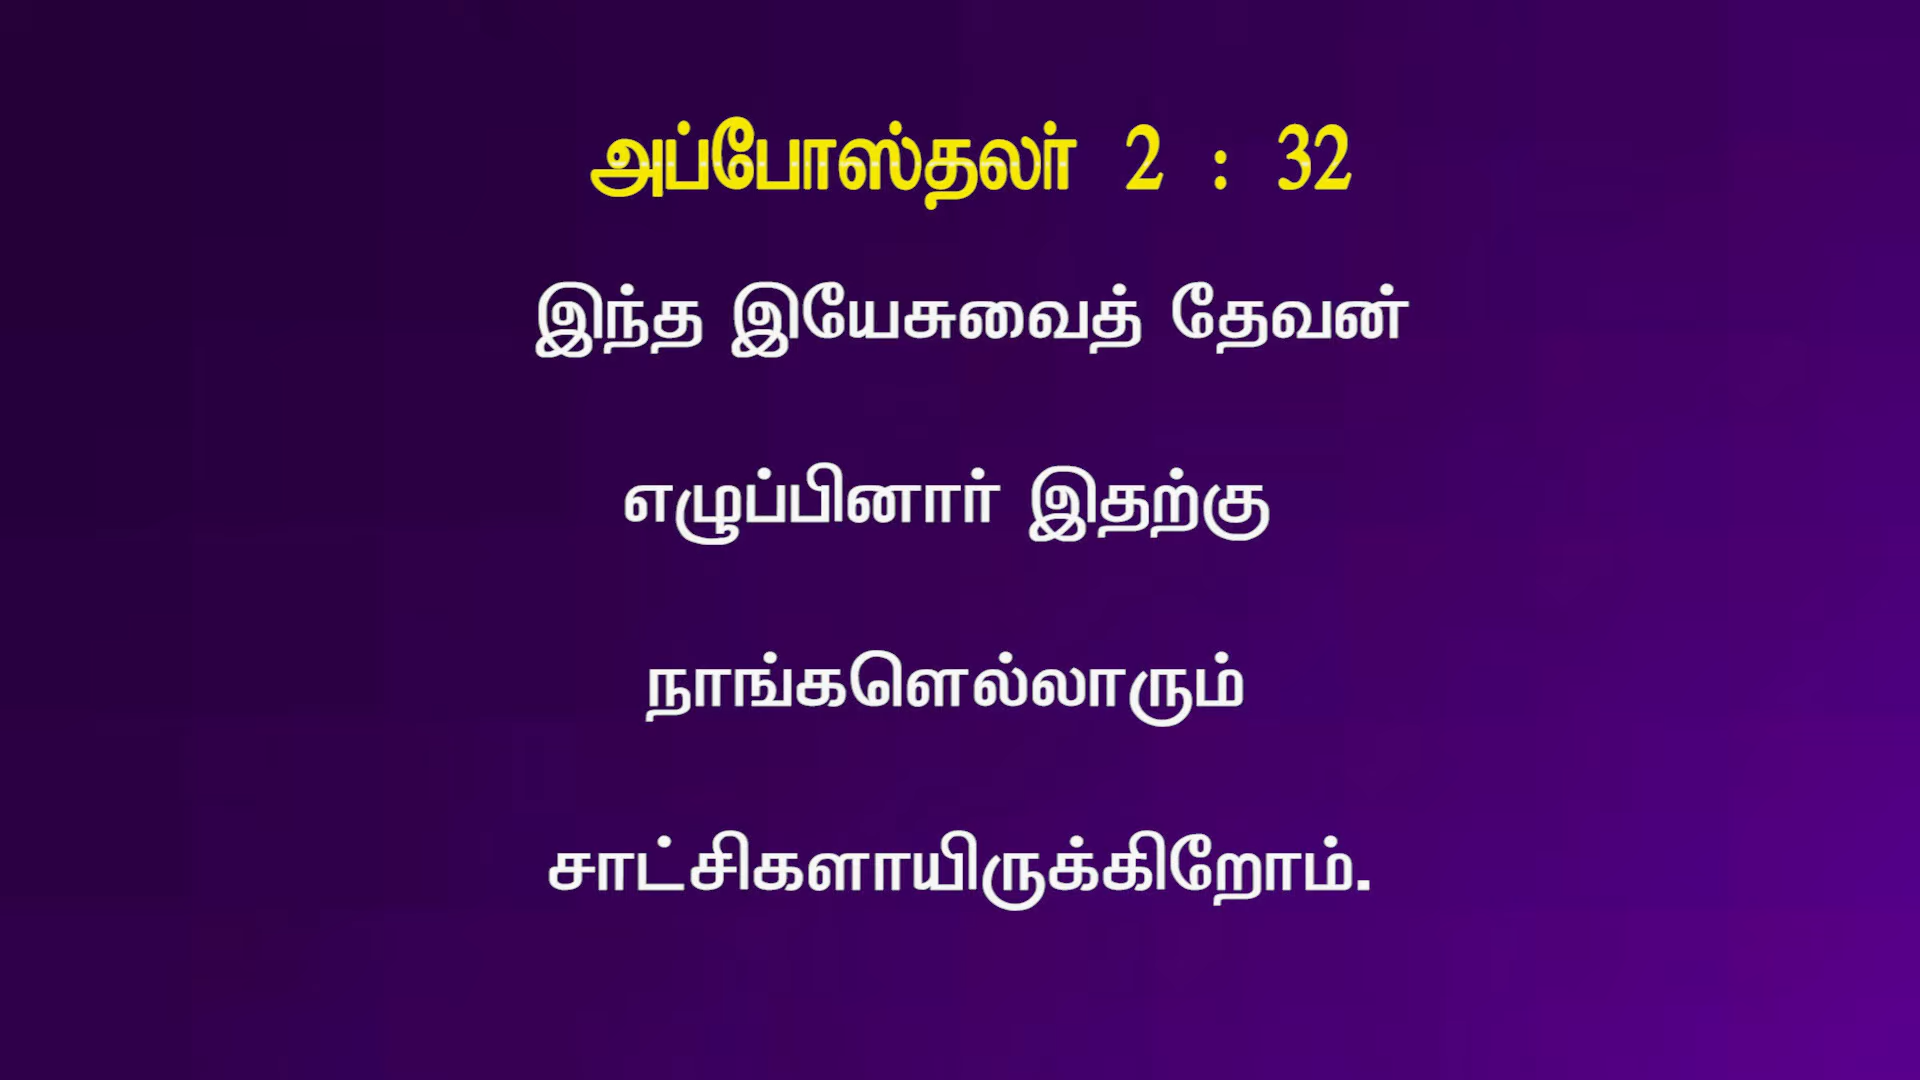 அப்போஸ்தலர் 2 : 32
இந்த இயேசுவைத் தேவன்
எழுப்பினார் இதற்கு
நாங்களெல்லாரும்
சாட்சிகளாயிருக்கிறோம்.